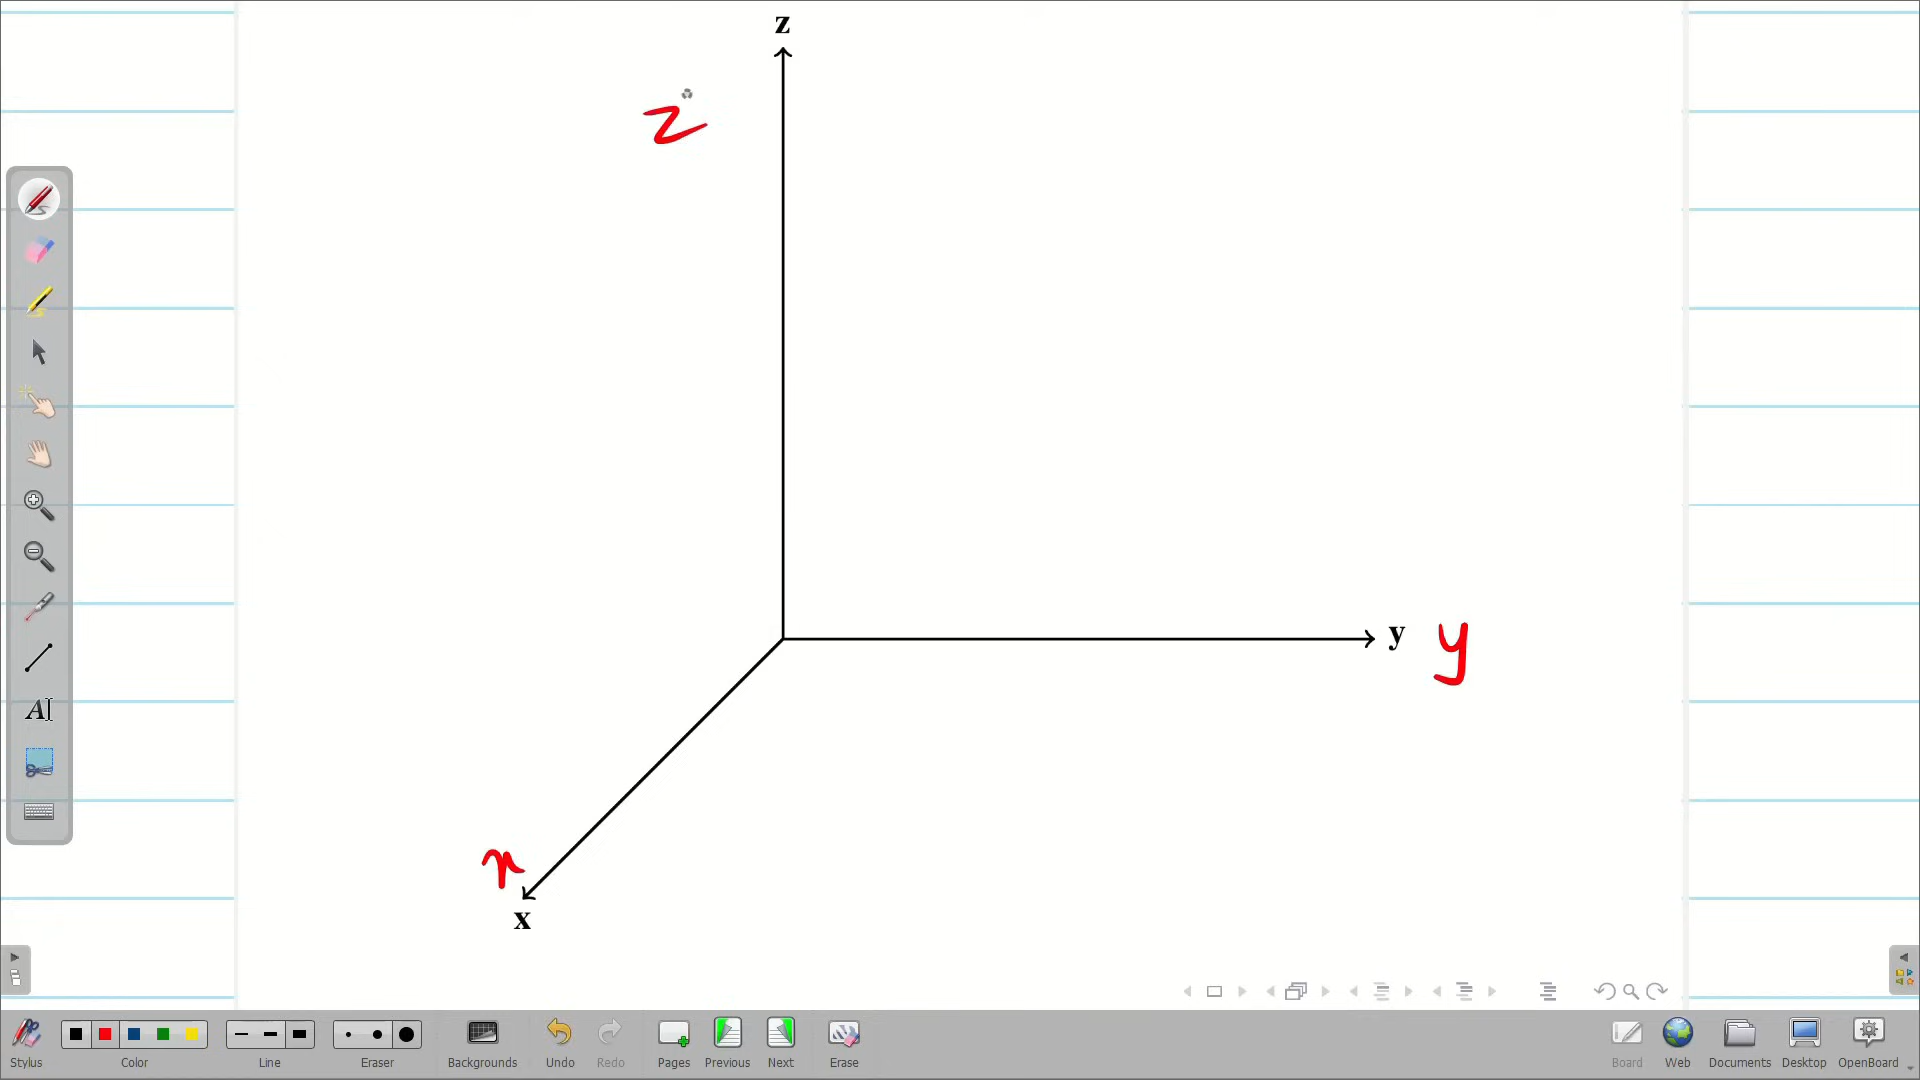 z
z
y y
x
x
Stylus Color Line Eraser Backgrounds Undo Redo Pages Previous Next Erase Board Web Documents Desktop OpenBoard